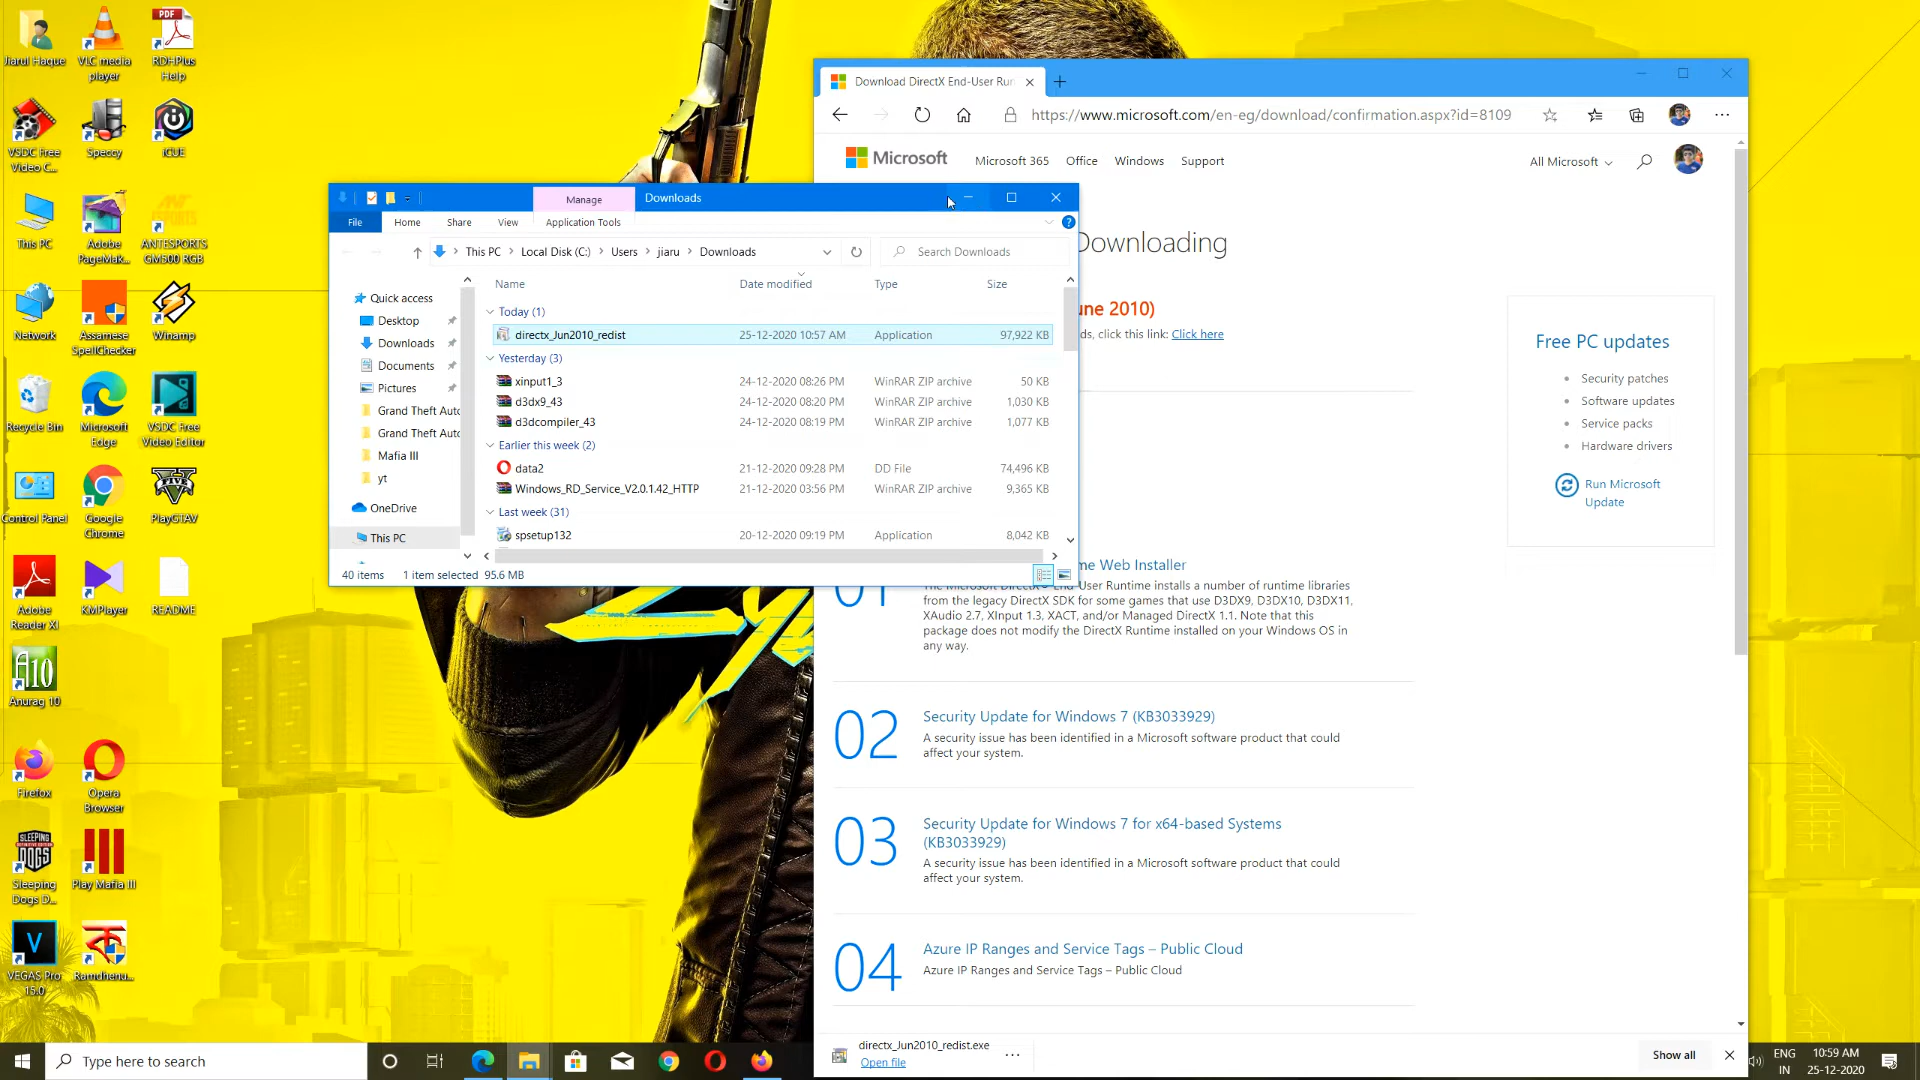 Jiarul Haque
VLC media
player
RDHPlus
Help
VSDC Free
Video C...
Speccy
iCUE
This PC
Adobe
PageMak...
ANTESPORTS
GM500 RGB
Network
Assamese
SpellChecker
Winamp
Recycle Bin
Microsoft
Edge
VSDC Free
Video Editor
Control Panel
Google
Chrome
PlayGTAV
Adobe
Reader XI
KMPlayer
README
A10
Anurag 10
Firefox
Opera
Browser
SLEEPING
DOGS
Sleeping
Dogs D...
Play Mafia III
VEGAS Pro
15.0
Ramdhenu...
Manage
Downloads
File
Home
Share
View
Application Tools
This PC > Local Disk (C:) > Users > jiaru > Downloads
Search Downloads
Quick access
Desktop
Downloads
Documents
Pictures
Grand Theft Auto
Grand Theft Auto
Mafia III
yt
OneDrive
This PC
Name Date modified Type Size
Today (1)
directx_Jun2010_redist 25-12-2020 10:57 AM Application 97,922 KB
Yesterday (3)
xinput1_3 24-12-2020 08:26 PM WinRAR ZIP archive 50 KB
d3dx9_43 24-12-2020 08:20 PM WinRAR ZIP archive 1,030 KB
d3dcompiler_43 24-12-2020 08:19 PM WinRAR ZIP archive 1,077 KB
Earlier this week (2)
data2 21-12-2020 09:28 PM DD File 74,496 KB
Windows_RD_Service_V2.0.1.42_HTTP 21-12-2020 03:56 PM WinRAR ZIP archive 9,365 KB
Last week (31)
spsetup132 20-12-2020 09:19 PM Application 8,042 KB
40 items 1 item selected 95.6 MB
Download DirectX End-User Run
https://www.microsoft.com/en-eg/download/confirmation.aspx?id=8109
Microsoft
Microsoft 365 Office Windows Support
All Microsoft
Downloading
une 2010)
ds, click this link: Click here
Free PC updates
Security patches
Software updates
Service packs
Hardware drivers
Run Microsoft
Update
01
me Web Installer
The Microsoft DirectX® End-User Runtime installs a number of runtime libraries
from the legacy DirectX SDK for some games that use D3DX9, D3DX10, D3DX11,
XAudio 2.7, XInput 1.3, XACT, and/or Managed DirectX 1.1. Note that this
package does not modify the DirectX Runtime installed on your Windows OS in
any way.
02
Security Update for Windows 7 (KB3033929)
A security issue has been identified in a Microsoft software product that could
affect your system.
03
Security Update for Windows 7 for x64-based Systems
(KB3033929)
A security issue has been identified in a Microsoft software product that could
affect your system.
04
Azure IP Ranges and Service Tags – Public Cloud
Azure IP Ranges and Service Tags – Public Cloud
directx_Jun2010_redist.exe
Open file
Show all
Type here to search
ENG
IN
10:59 AM
25-12-2020